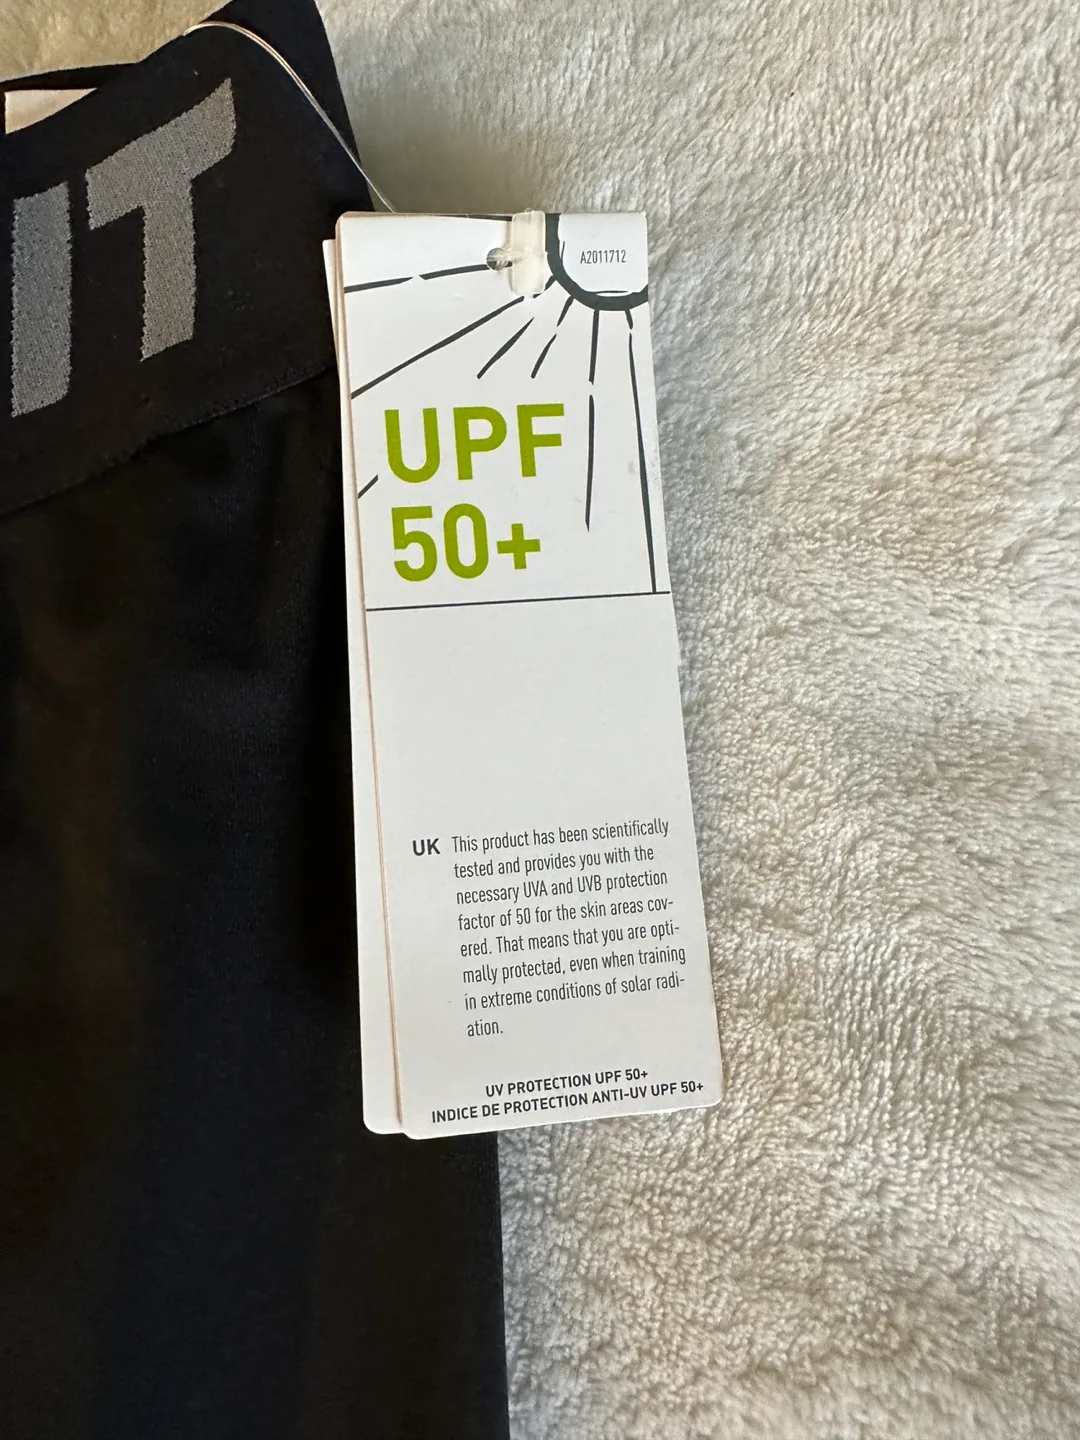 IT
A2011712
UPF
50+
UK This product has been scientifically
tested and provides you with the
necessary UVA and UVB protection
factor of 50 for the skin areas cov-
ered. That means that you are opti-
mally protected, even when training
in extreme conditions of solar radi-
ation.
UV PROTECTION UPF 50+
INDICE DE PROTECTION ANTI-UV UPF 50+